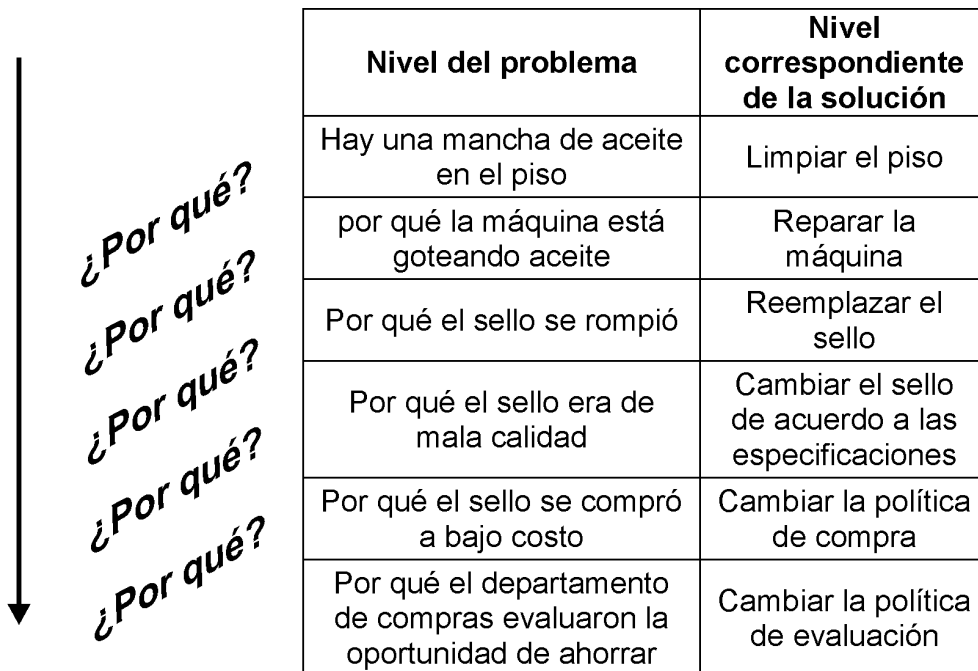 Nivel del problema
Nivel
correspondiente
de la solución
Hay una mancha de aceite
en el piso
Limpiar el piso
¿Por qué?
por qué la máquina está
goteando aceite
Reparar la
máquina
¿Por qué?
Por qué el sello se rompió
Reemplazar el
sello
¿Por qué?
Por qué el sello era de
mala calidad
Cambiar el sello
de acuerdo a las
especificaciones
¿Por qué?
Por qué el sello se compró
a bajo costo
Cambiar la política
de compra
¿Por qué?
Por qué el departamento
de compras evaluaron la
oportunidad de ahorrar
Cambiar la política
de evaluación